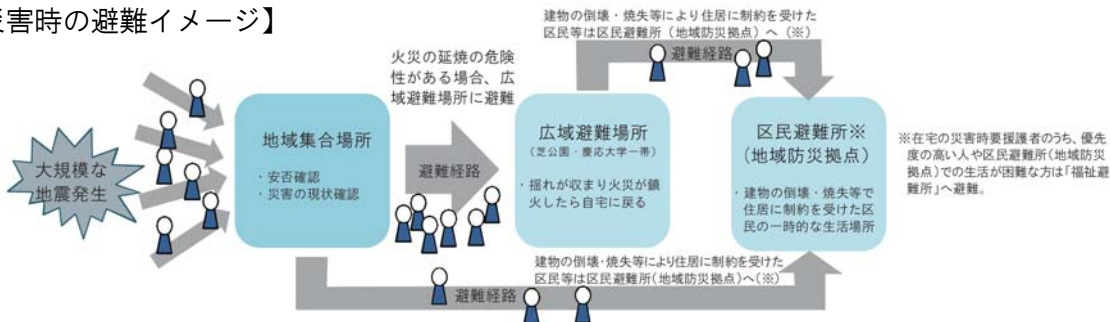 災害時の避難イメージ】
建物の倒壊・焼失等により住居に制約を受けた
区民等は区民避難所（地域防災拠点）へ（※）
避難経路
火災の延焼の危険
性がある場合、広
域避難場所に避難
大規模な
地震発生
地域集合場所
・安否確認
・災害の現状確認
避難経路
広域避難場所
（芝公園・慶応大学一帯）
・揺れが収まり火災が鎮
火したら自宅に戻る
区民避難所※
（地域防災拠点）
・建物の倒壊・焼失等で
住居に制約を受けた区
民の一時的な生活場所
※在宅の災害時要援護者のうち、優先
度の高い人や区民避難所（地域防災
拠点）での生活が困難な方は「福祉避
難所」へ避難。
建物の倒壊・焼失等により住居に制約を受けた
区民等は区民避難所（地域防災拠点）へ（※）
避難経路